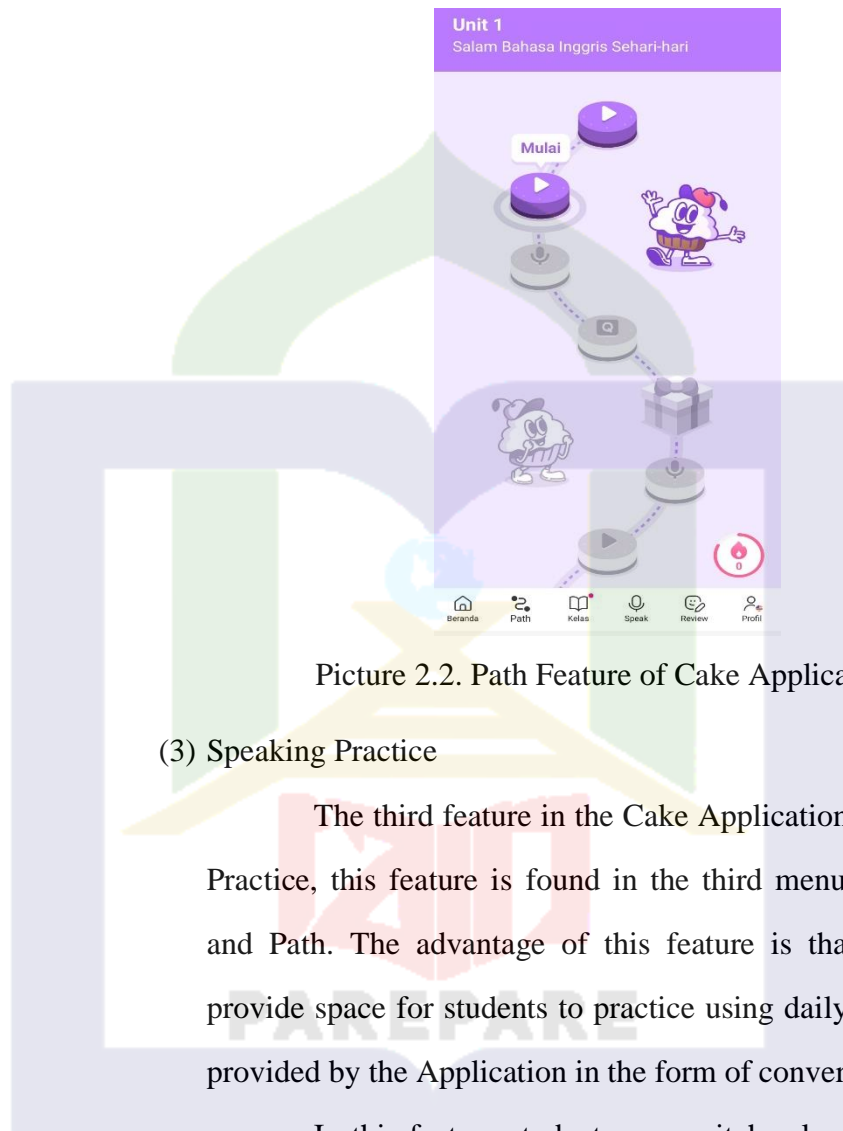 Unit 1
Salam Bahasa Inggris Sehari-hari
Mulai
Q
0
Beranda Path Kelas Speak Review Profil
Picture 2.2. Path Feature of Cake
(3) Speaking Practice
The third feature in the Cake Application
Practice, this feature is found in the third menu
and Path. The advantage of this feature is
provide space for students to practice using daily
provided by the Application in the form of
PAREPARE